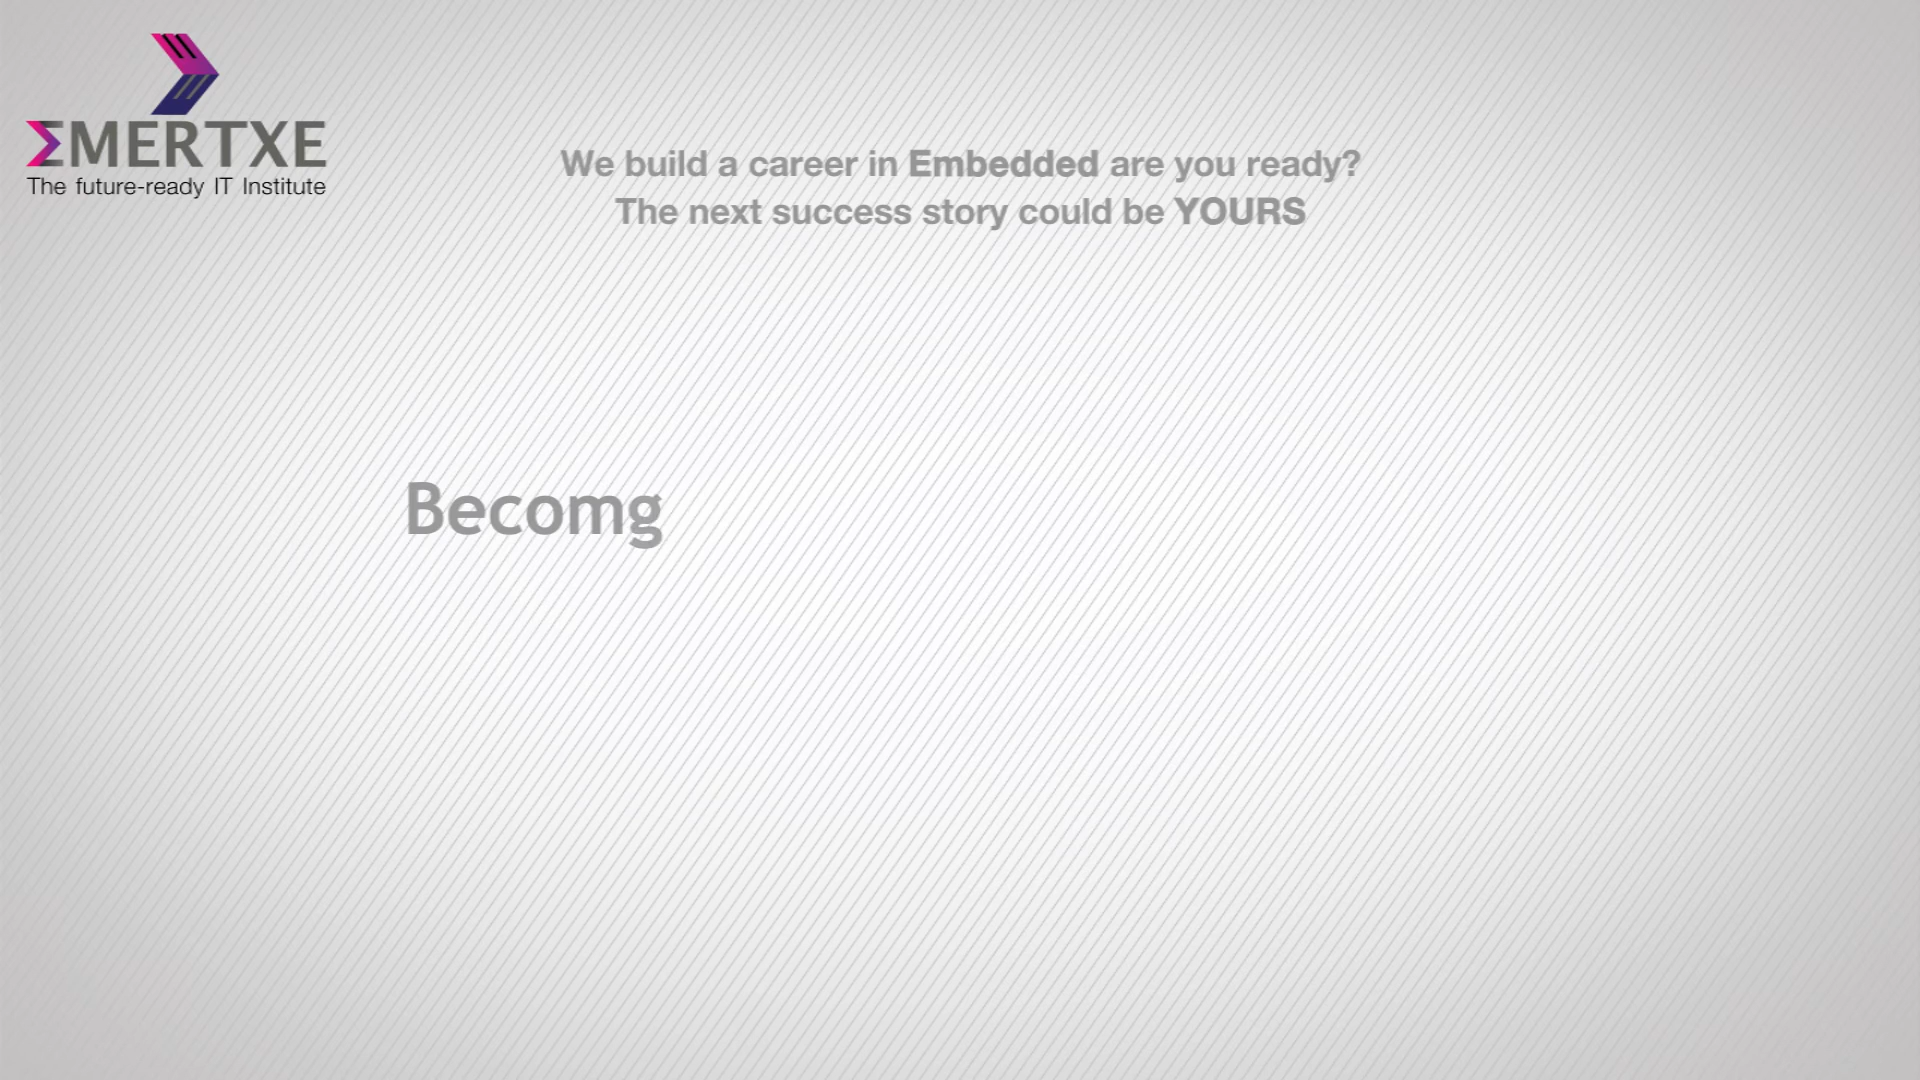 EMERTXE
The future-ready IT Institute
We build a career in Embedded are you ready?
The next success story could be YOURS
Becomg